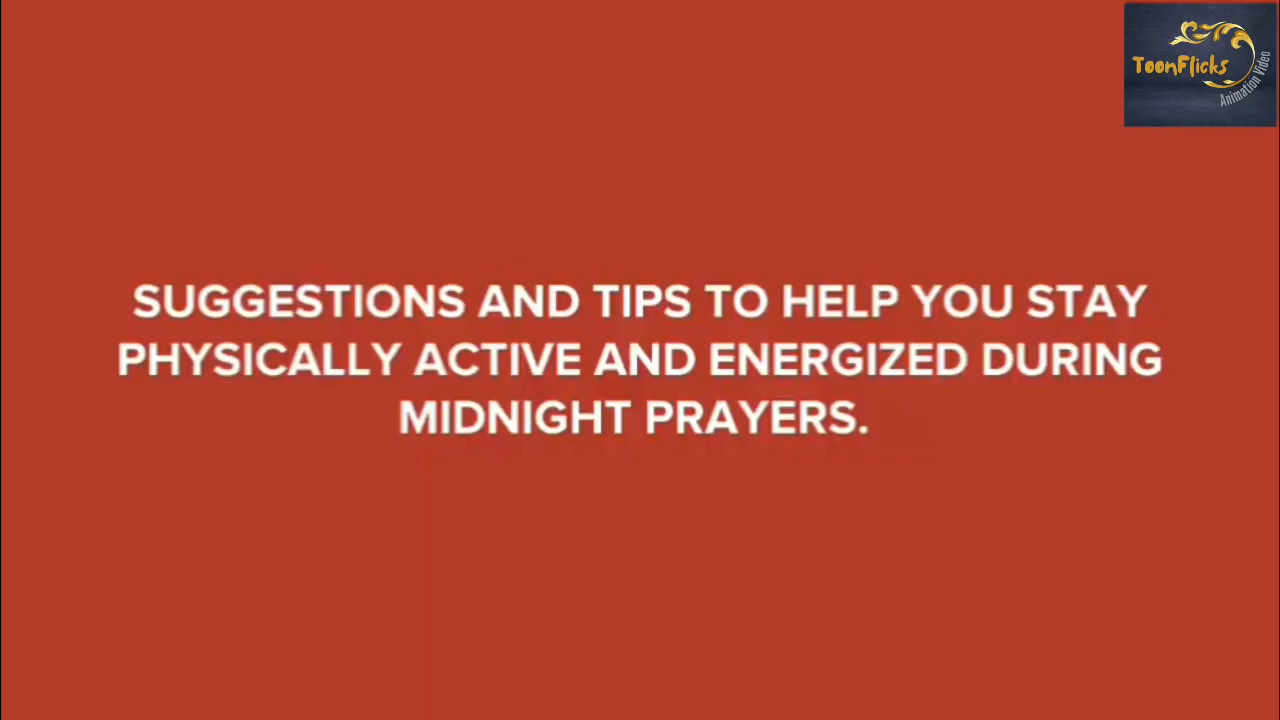 ToonFlicks
Animation Video
SUGGESTIONS AND TIPS TO HELP YOU STAY
PHYSICALLY ACTIVE AND ENERGIZED DURING
MIDNIGHT PRAYERS.